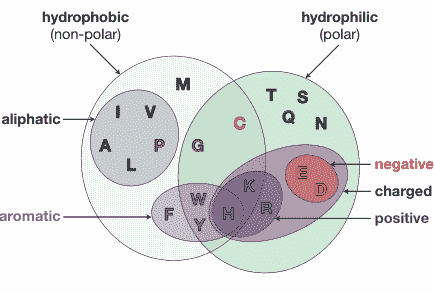 hydrophobic
(non-polar)
hydrophilic
(polar)
M
T S
I V
C
Q N
aliphatic
A P G
L
negative
E
K
D
charged
W
aromatic
F
H
R
positive
Y